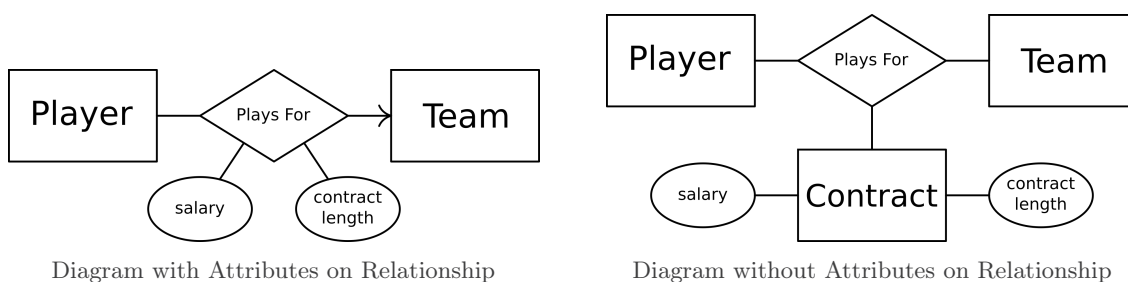 Player
Plays For
Team
salary
contract
length
Diagram with Attributes on Relationship
Player
Plays For
Team
salary
Contract
contract
length
Diagram without Attributes on Relationship